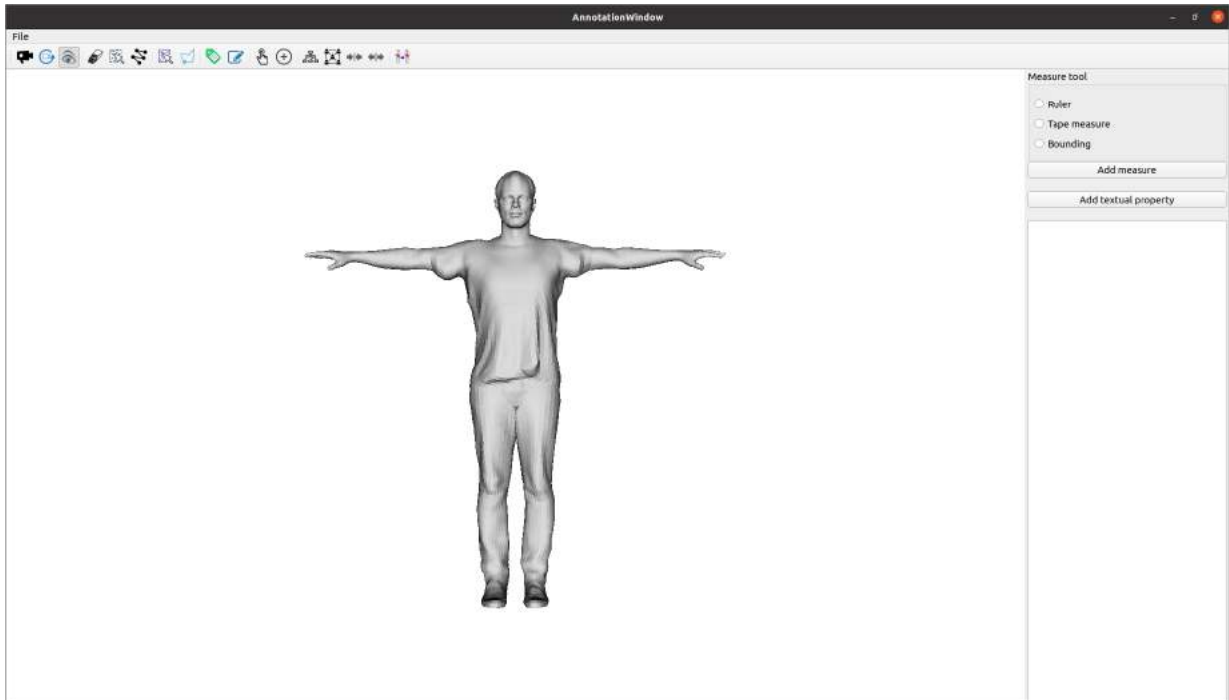 AnnotationWindow
File
Measure tool
Ruler
Tape measure
Bounding
Add measure
Add textual property